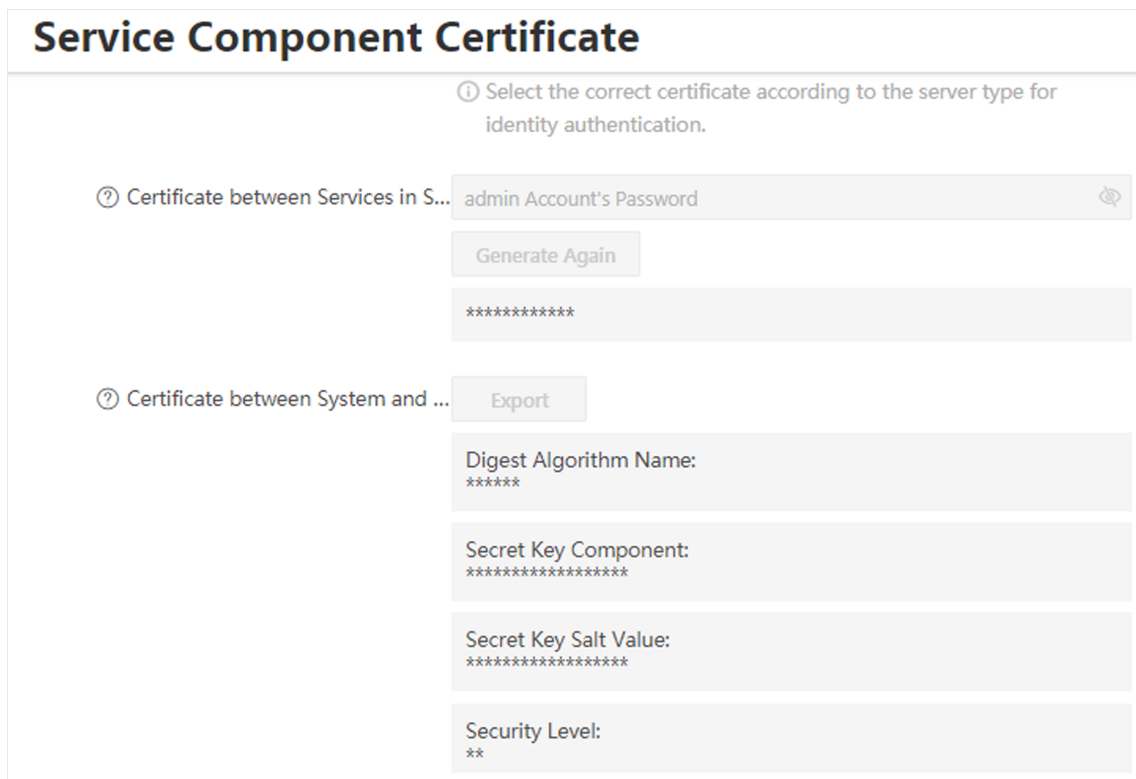 Service Component Certificate
Select the correct certificate according to the server type for
identity authentication.
Certificate between Services in S...
admin Account's Password
Generate Again
************
Certificate between System and ...
Export
Digest Algorithm Name:
******
Secret Key Component:
******************
Secret Key Salt Value:
******************
Security Level:
**